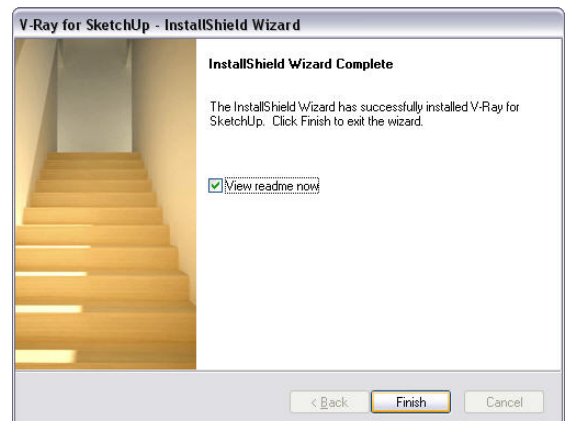 V-Ray for SketchUp - InstallShield Wizard
InstallShield Wizard Complete
The InstallShield Wizard has successfully installed V-Ray for
SketchUp. Click Finish to exit the wizard.
View readme now
< Back
Finish
Cancel